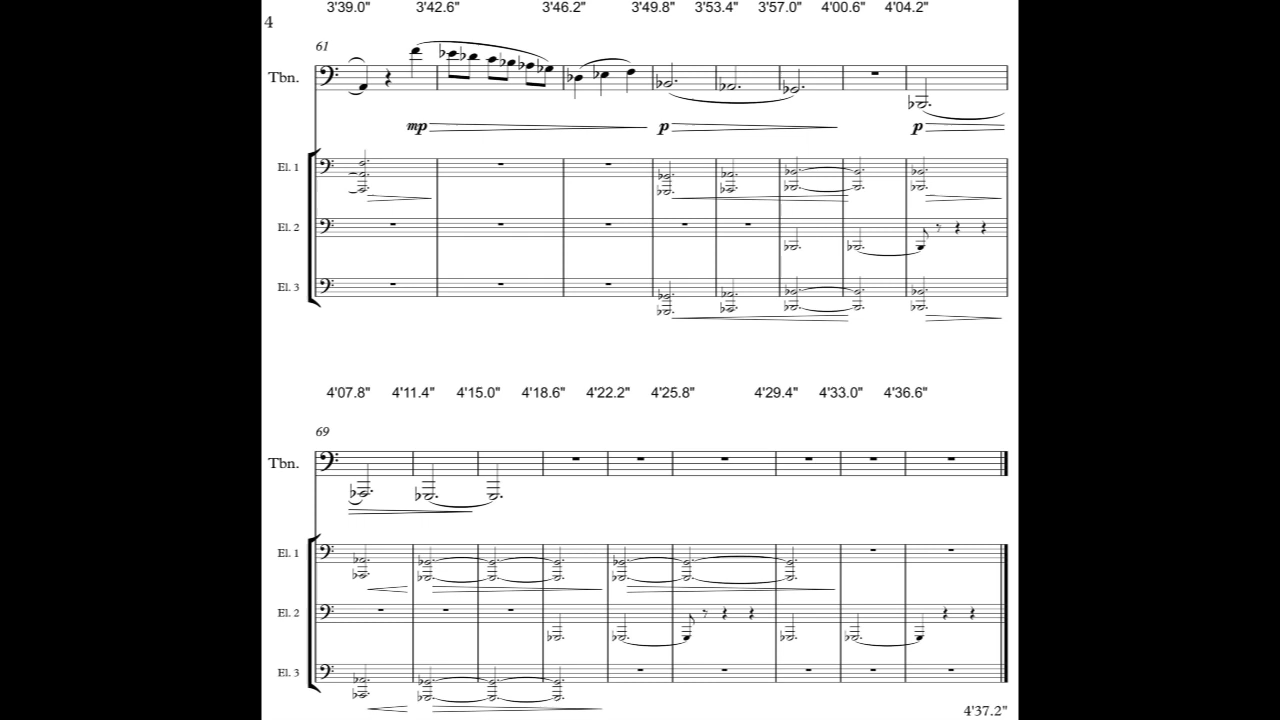 3'39.0" 3'42.6" 3'46.2" 3'49.8" 3'53.4" 3'57.0" 4'00.6" 4'04.2"
4
61
Tbn.
mp p p
El. 1
El. 2
El. 3
4'07.8" 4'11.4" 4'15.0" 4'18.6" 4'22.2" 4'25.8" 4'29.4" 4'33.0" 4'36.6"
69
Tbn.
El. 1
El. 2
El. 3
4'37.2"